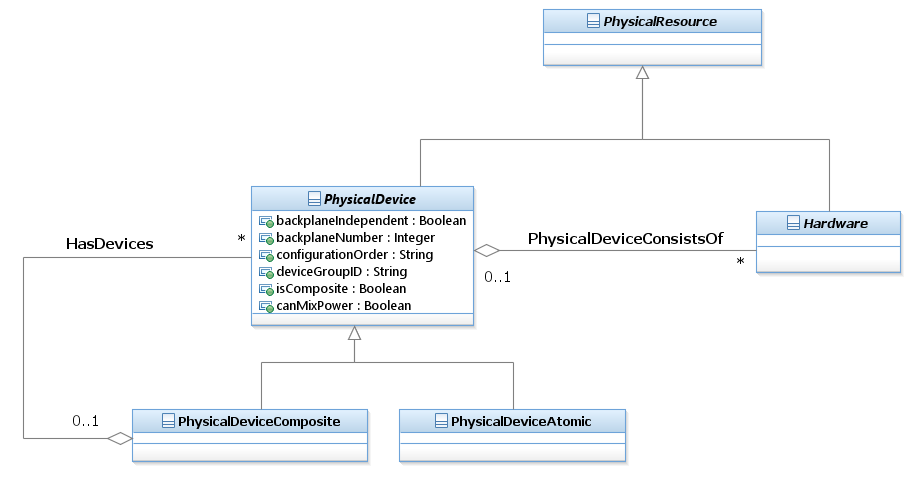 PhysicalResource
PhysicalDevice
backplaneIndependent : Boolean
backplaneNumber : Integer
configurationOrder : String
deviceGroupID : String
isComposite : Boolean
canMixPower : Boolean
Hardware
HasDevices
*
PhysicalDeviceConsistsOf
0..1
*
0..1
PhysicalDeviceComposite
PhysicalDeviceAtomic